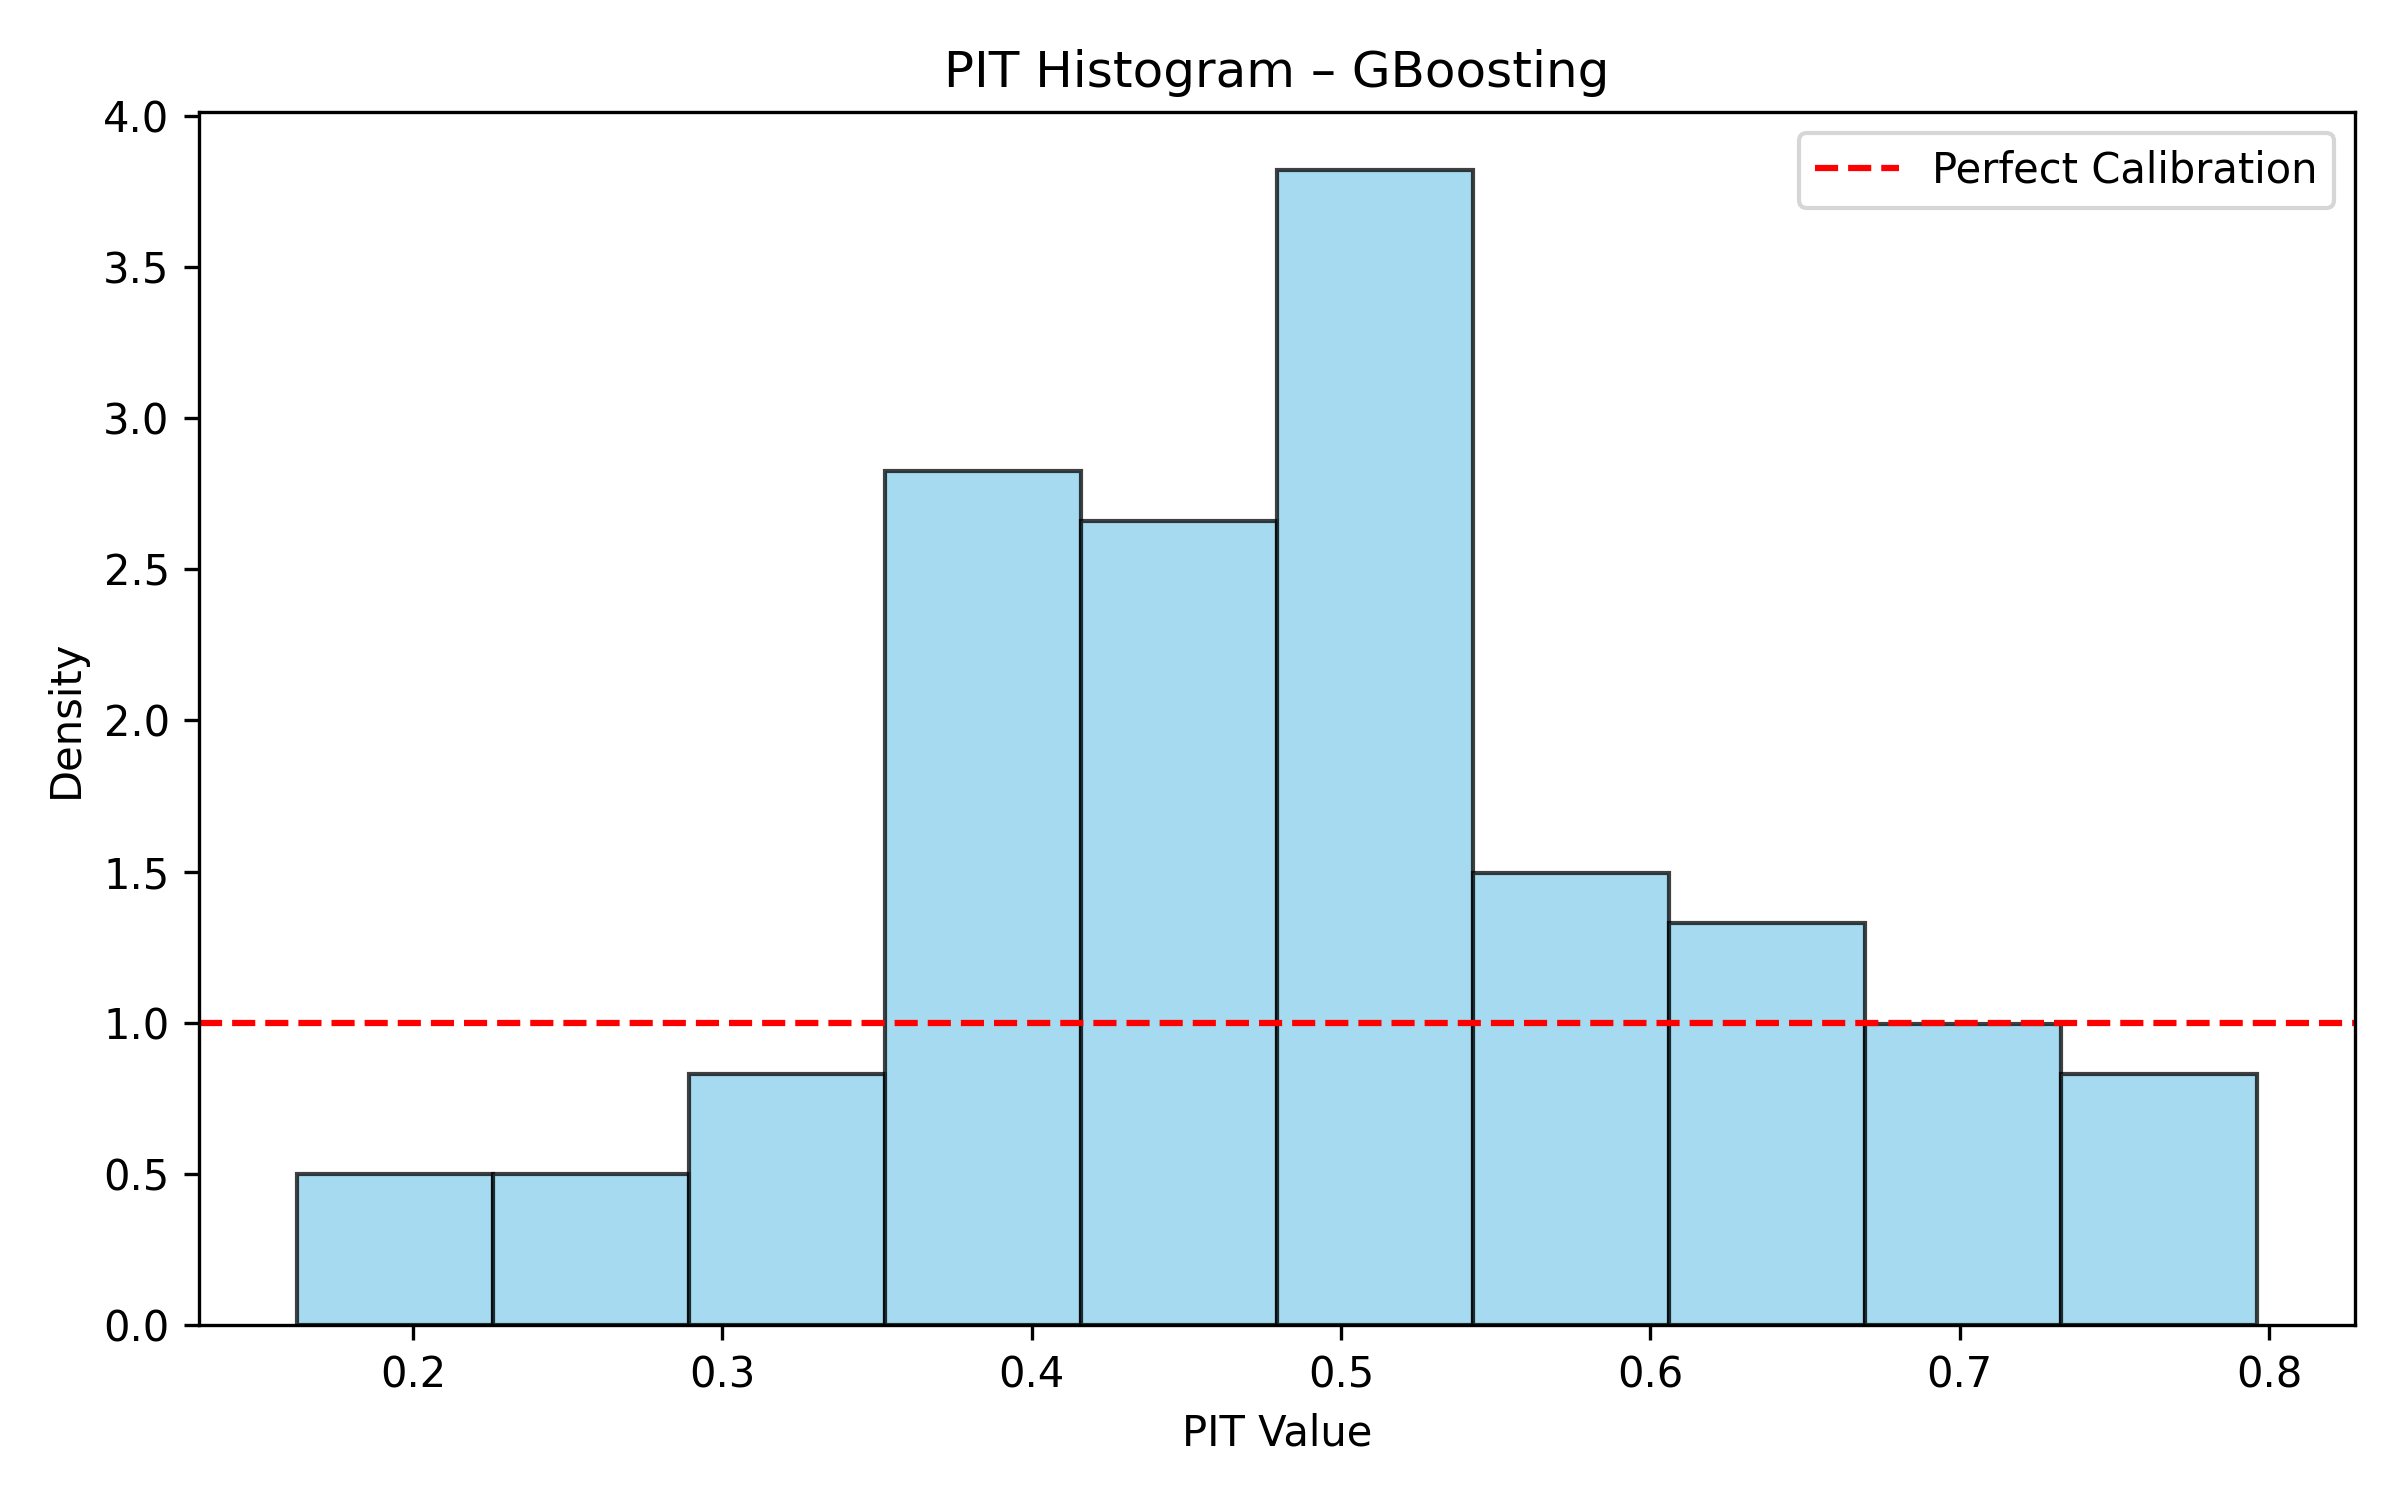 PIT Histogram – GBoosting
Perfect Calibration
4.0
3.5
3.0
2.5
2.0
1.5
1.0
0.5
0.0
Density
0.2 0.3 0.4 0.5 0.6 0.7 0.8
PIT Value